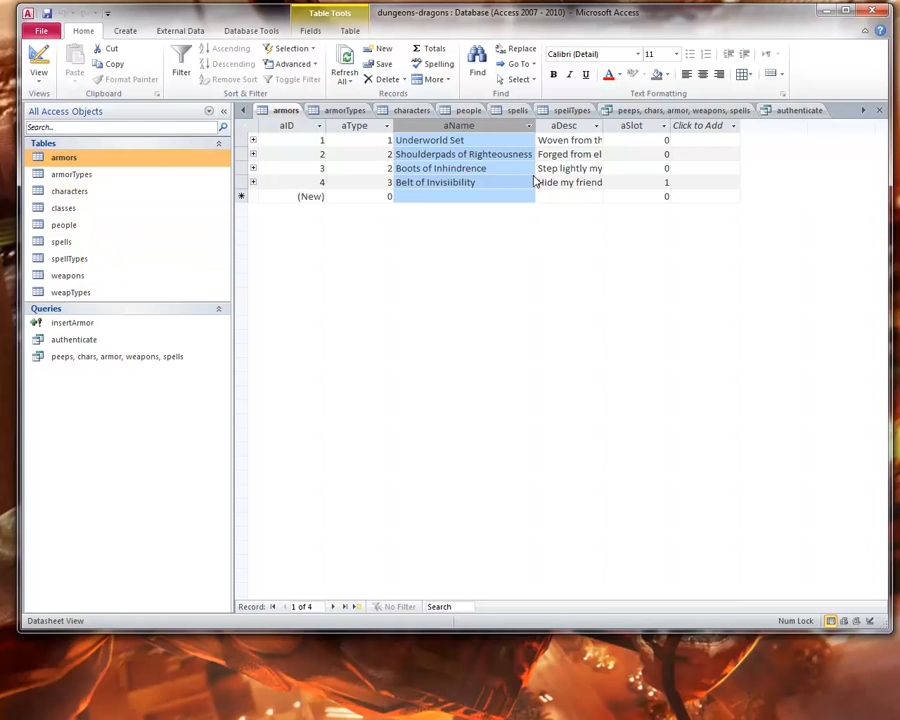 Table Tools dungeons-dragons : Database (Access 2007 - 2010) - Microsoft Access
File Home Create External Data Database Tools Fields Table
View Paste Cut Copy Format Painter Filter Ascending Descending Remove Sort Selection Advanced Toggle Filter Refresh All New Save Delete Totals Spelling More Find Replace Go To Select Calibri (Detail) 11 B I U A
Views Clipboard Sort & Filter Records Find Text Formatting
All Access Objects
armors armorTypes characters people spells spellTypes peeps, chars, armor, weapons, spells authenticate
Search...
aID aType aName aDesc aSlot Click to Add
Tables
1 1 Underworld Set Woven from th 0
2 2 Shoulderpads of Righteousness Forged from el 0
3 2 Boots of Inhindrence Step lightly my 0
4 3 Belt of Invisiibility Hide my friend 1
(New) 0 0
armors
armorTypes
characters
classes
people
spells
spellTypes
weapons
weapTypes
Queries
insertArmor
authenticate
peeps, chars, armor, weapons, spells
Record: 1 of 4 No Filter Search
Datasheet View Num Lock